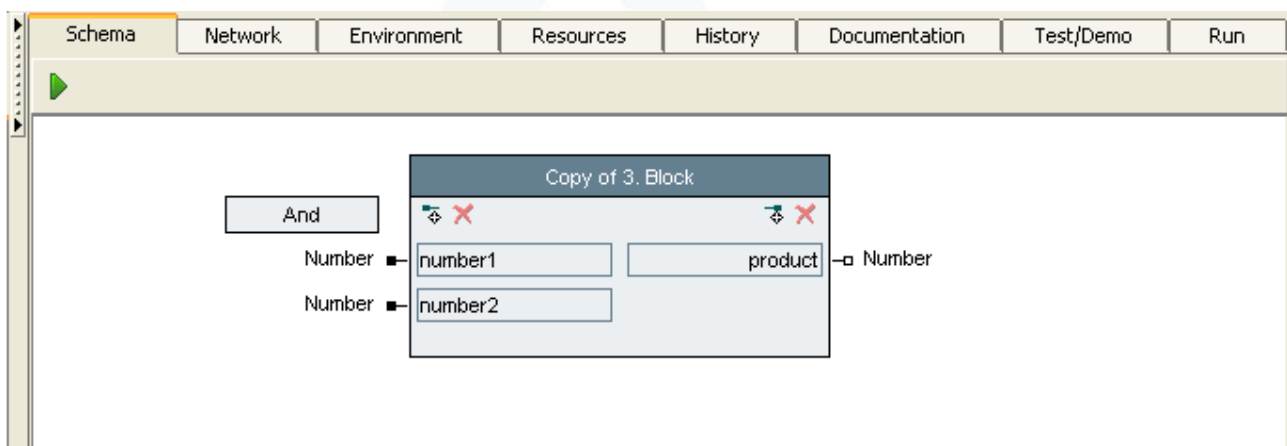 Schema Network Environment Resources History Documentation Test/Demo Run
Copy of 3. Block
And
Number number1 product Number
Number number2